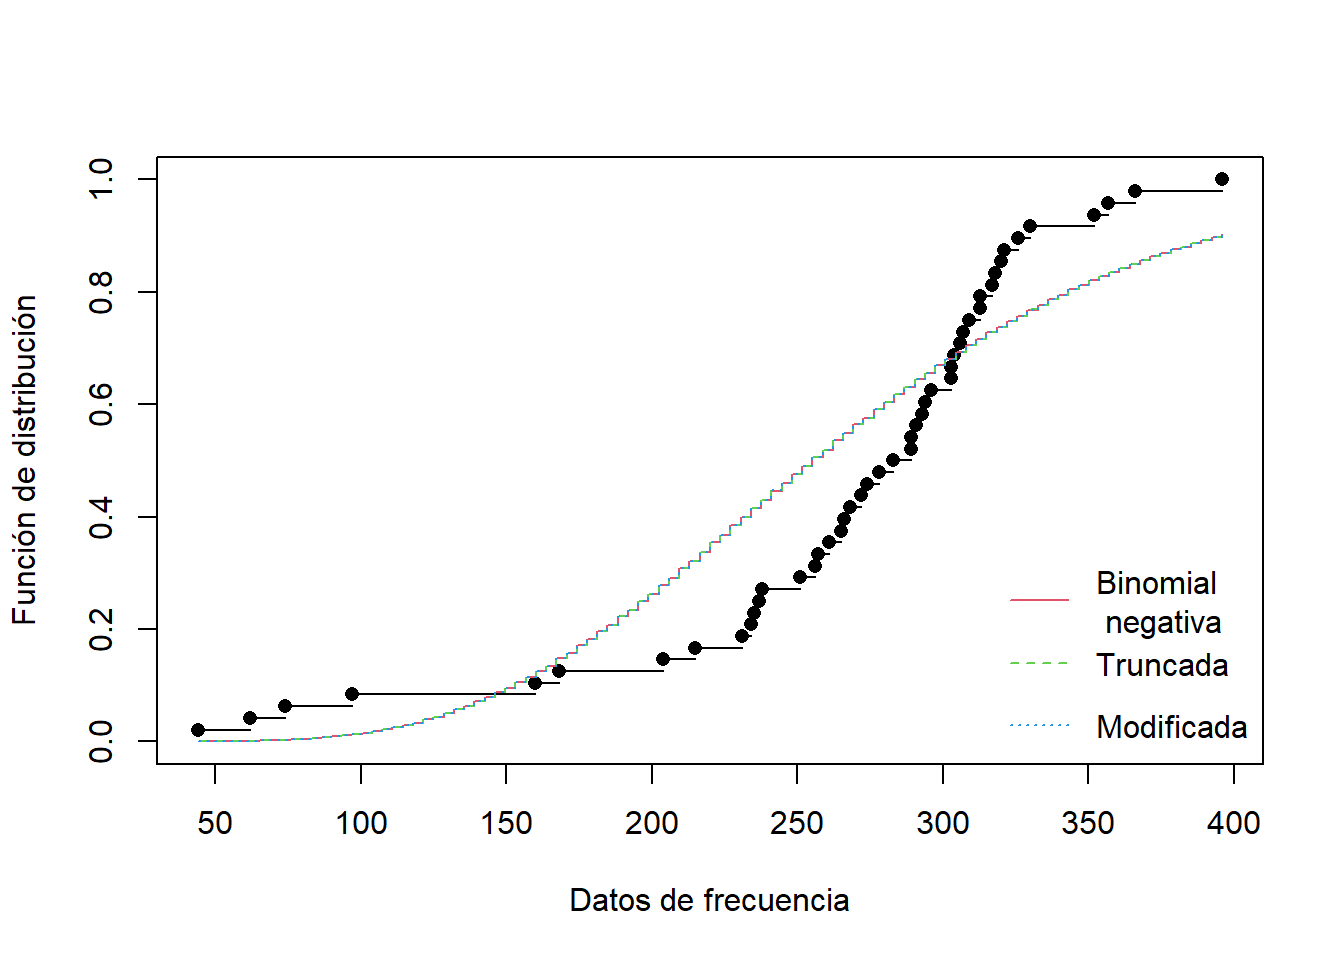 Función de distribución
1.0
0.8
0.6
0.4
0.2
0.0
Binomial
negativa
Truncada
Modificada
50 100 150 200 250 300 350 400
Datos de frecuencia